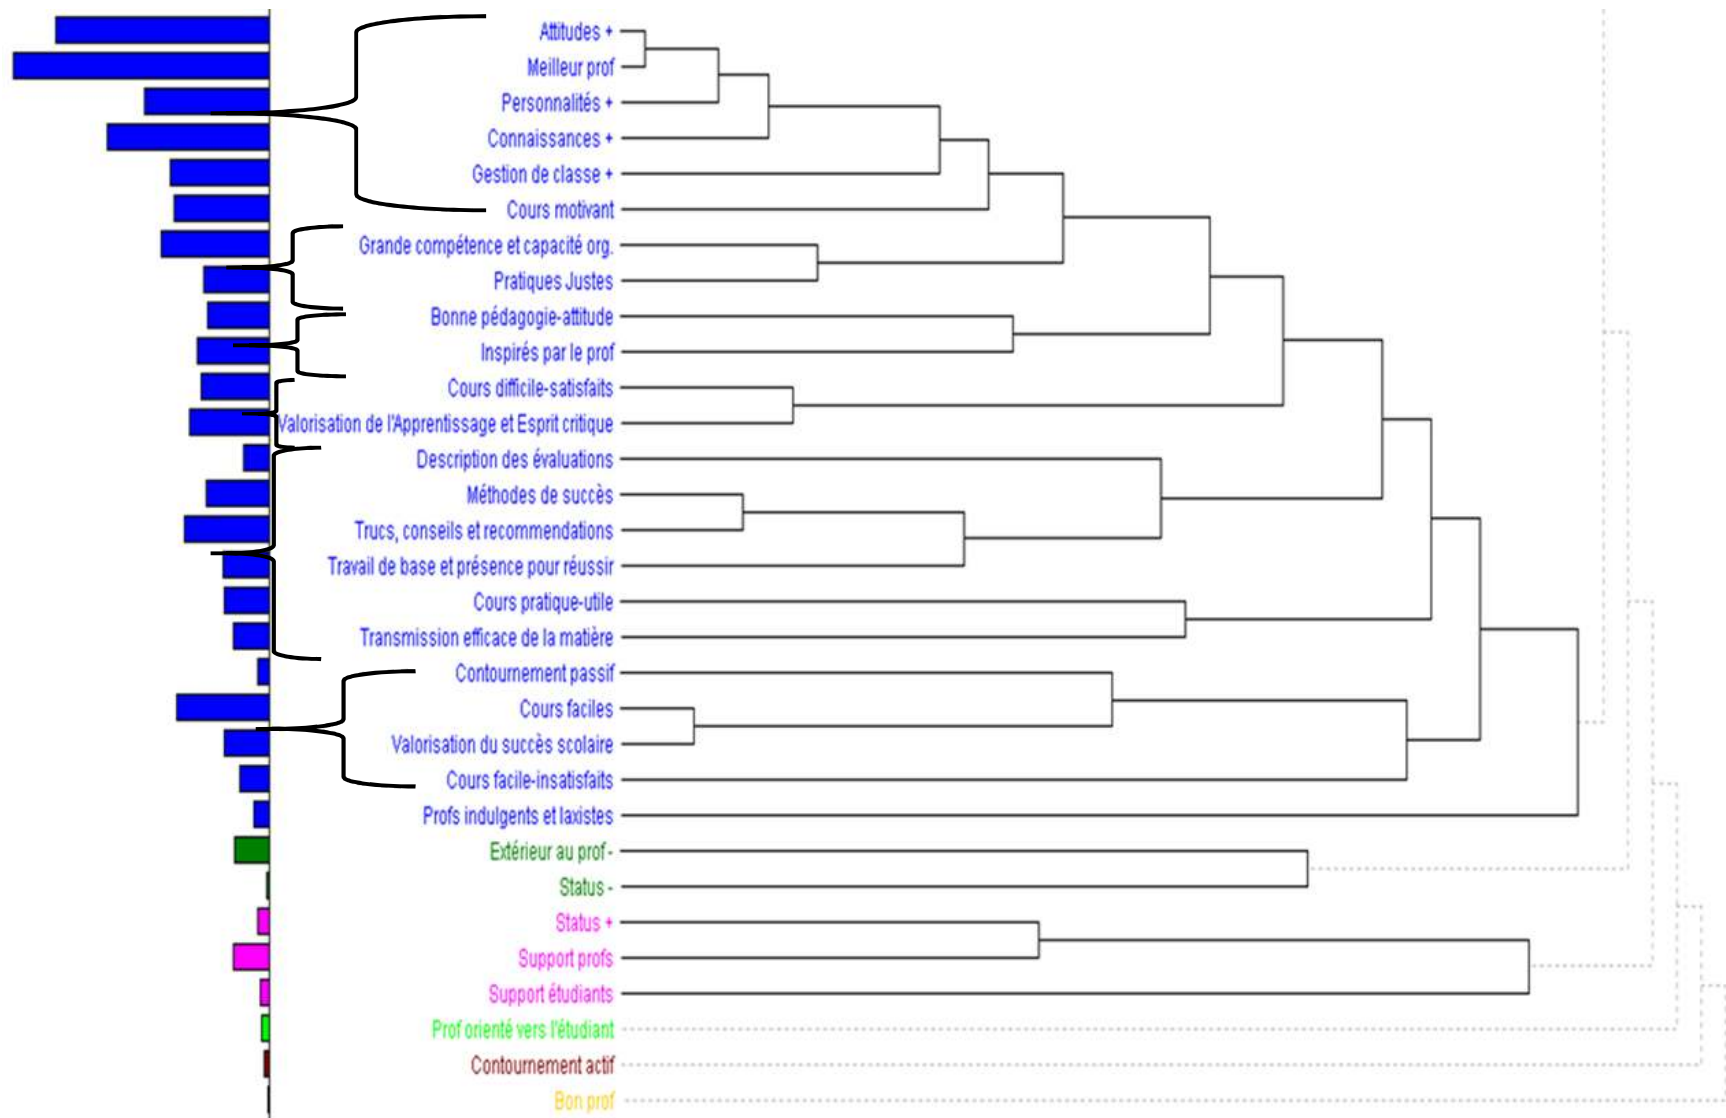 Attitudes +
Meilleur prof
Personnalités +
Connaissances +
Gestion de classe +
Cours motivant
Grande compétence et capacité org.
Pratiques Justes
Bonne pédagogie-attitude
Inspirés par le prof
Cours difficile-satisfaits
Valorisation de l'Apprentissage et Esprit critique
Description des évaluations
Méthodes de succès
Trucs, conseils et recommendations
Travail de base et présence pour réussir
Cours pratique-utile
Transmission efficace de la matière
Contournement passif
Cours faciles
Valorisation du succès scolaire
Cours facile-insatisfaits
Profs indulgents et laxistes
Extérieur au prof -
Status -
Status +
Support profs
Support étudiants
Prof orienté vers l'étudiant
Contournement actif
Bon prof